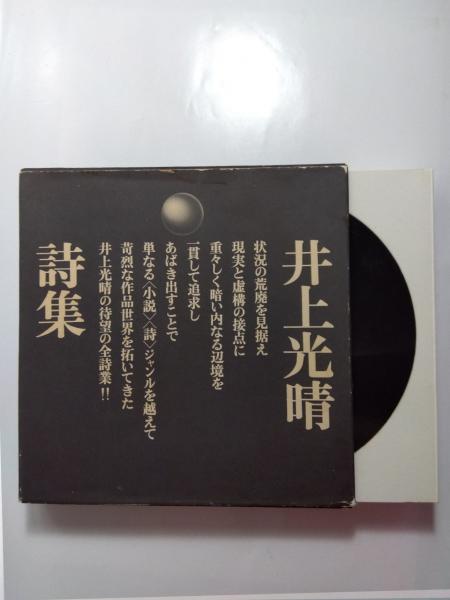 井上光晴
状況の荒廃を見据え
現実と虚構の接点に
重々しく暗い内なる辺境を
一貫して追求し
あばき出すことで
単なる〈小説〉〈詩〉ジャンルを越えて
苛烈な作品世界を拓いてきた
井上光晴の待望の全詩業!!
詩集